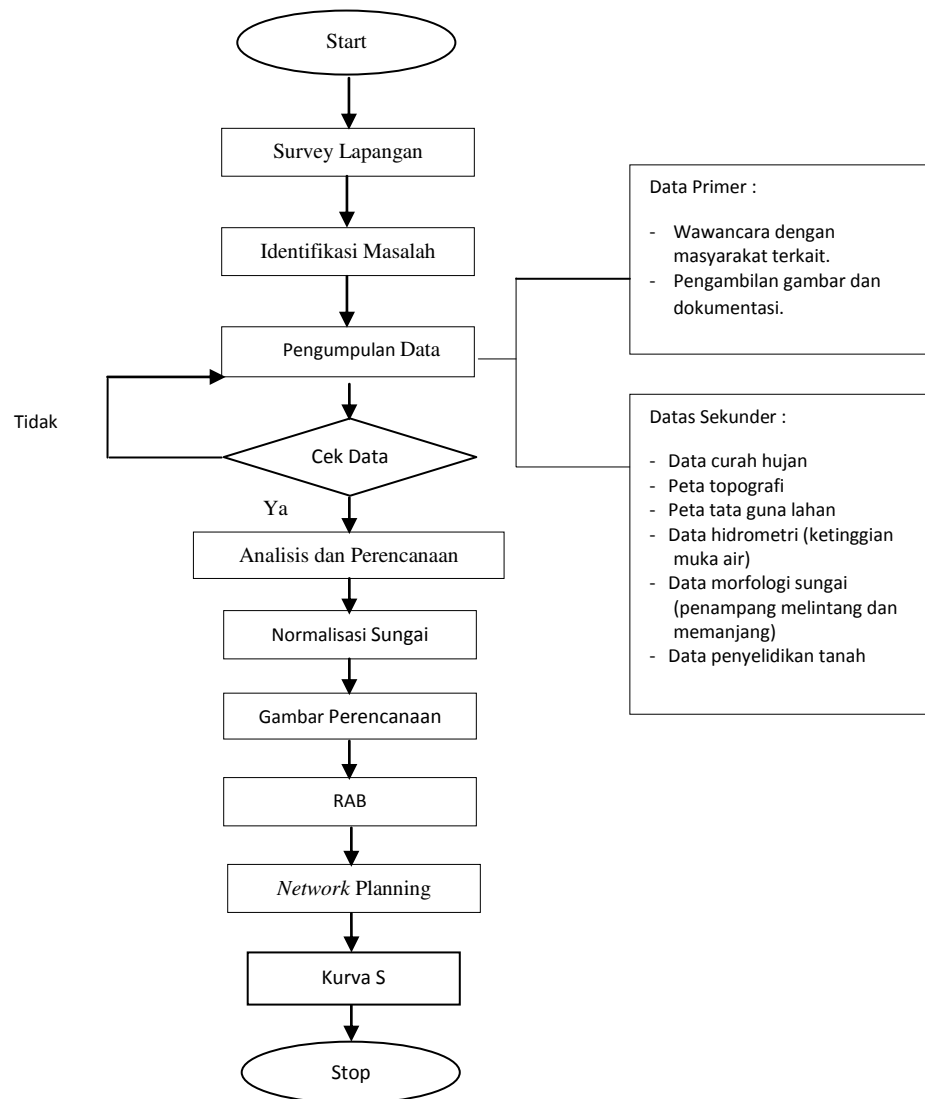 Start
Survey Lapangan
Identifikasi Masalah
Pengumpulan Data
Tidak
Cek Data
Ya
Analisis dan Perencanaan
Normalisasi Sungai
Gambar Perencanaan
RAB
Network Planning
Kurva S
Stop
Data Primer :
- Wawancara dengan
masyarakat terkait.
- Pengambilan gambar dan
dokumentasi.
Datas Sekunder :
- Data curah hujan
- Peta topografi
- Peta tata guna lahan
- Data hidrometri (ketinggian
muka air)
- Data morfologi sungai
(penampang melintang dan
memanjang)
- Data penyelidikan tanah